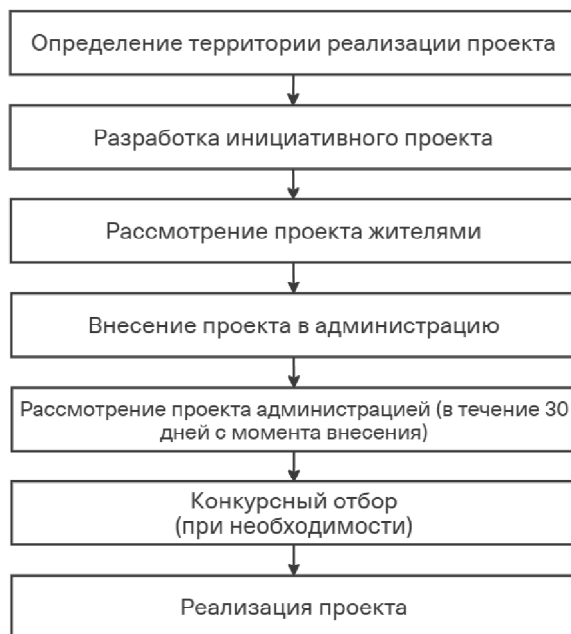 Определение территории реализации проекта
Разработка инициативного проекта
Рассмотрение проекта жителями
Внесение проекта в администрацию
Рассмотрение проекта администрацией (в течение 30
дней с момента внесения)
Конкурсный отбор
(при необходимости)
Реализация проекта